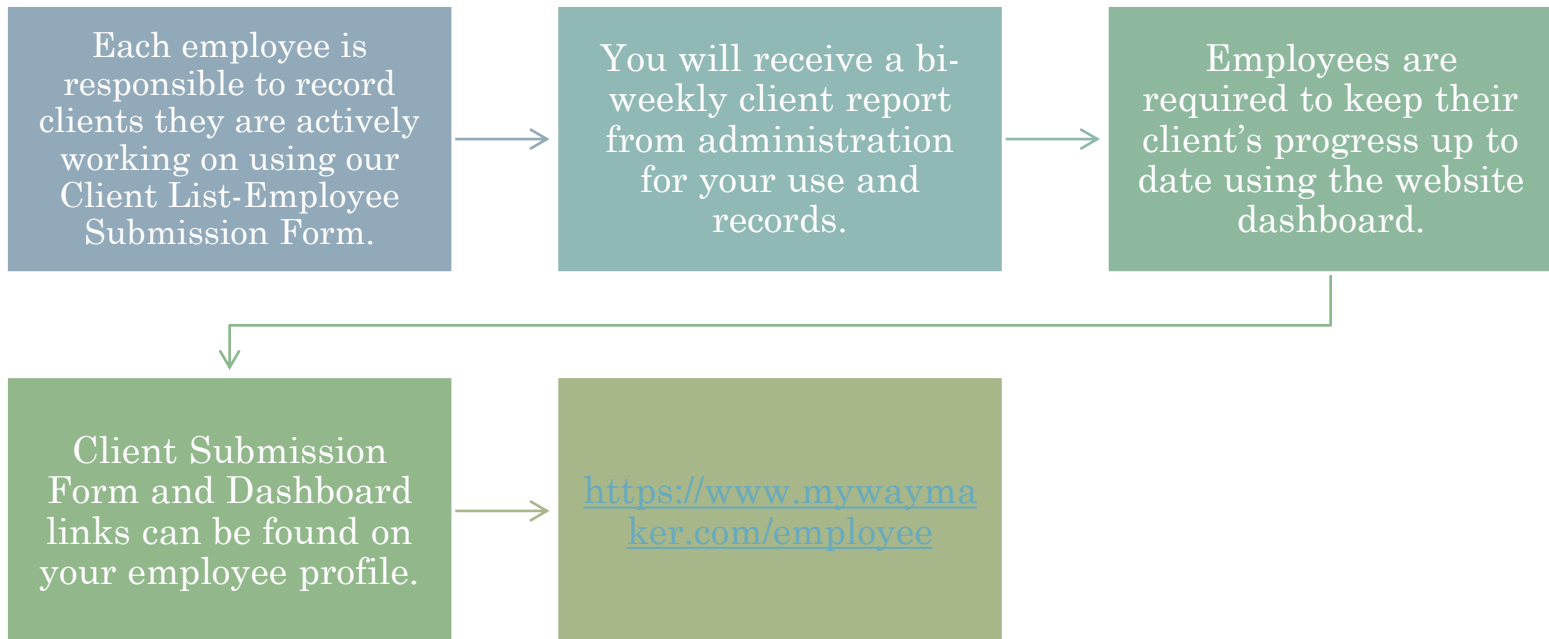 Each employee is
responsible to record
clients they are actively
working on using our
Client List-Employee
Submission Form.
You will receive a bi-
weekly client report
from administration
for your use and
records.
Employees are
required to keep their
client’s progress up to
date using the website
dashboard.
Client Submission
Form and Dashboard
links can be found on
your employee profile.
https://www.mywayma
ker.com/employee